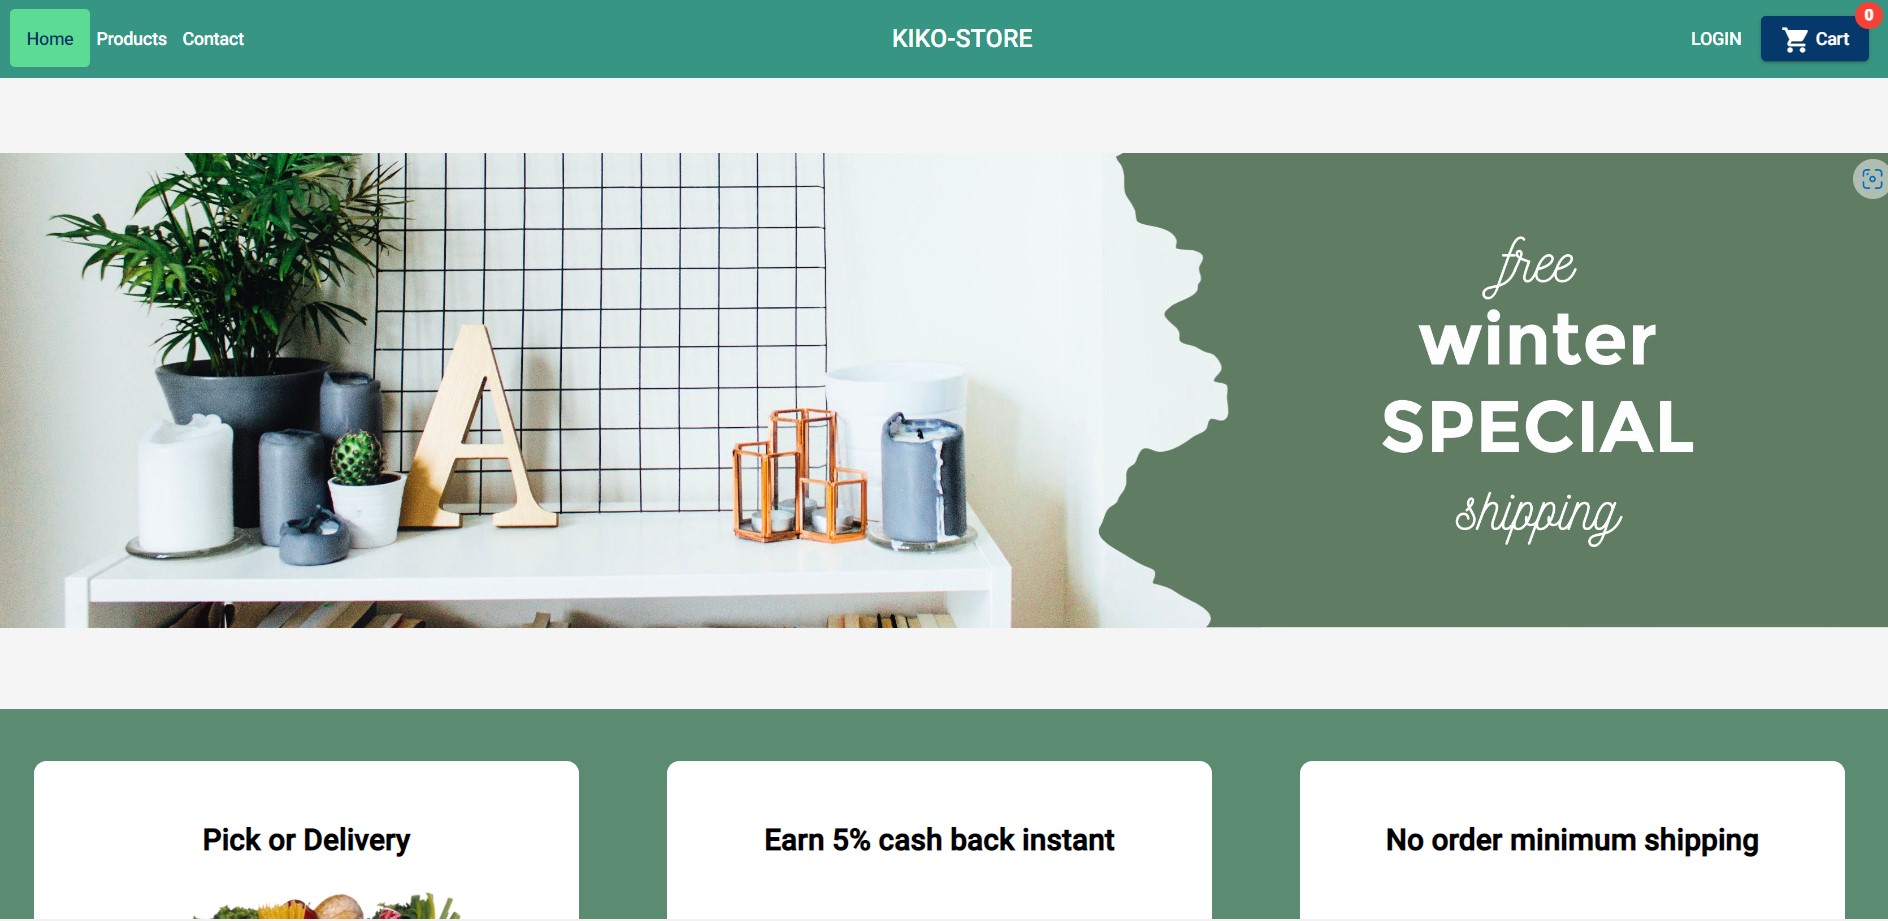 Home Products Contact KIKO-STORE LOGIN Cart 0
free
winter
SPECIAL
shipping
Pick or Delivery Earn 5% cash back instant No order minimum shipping